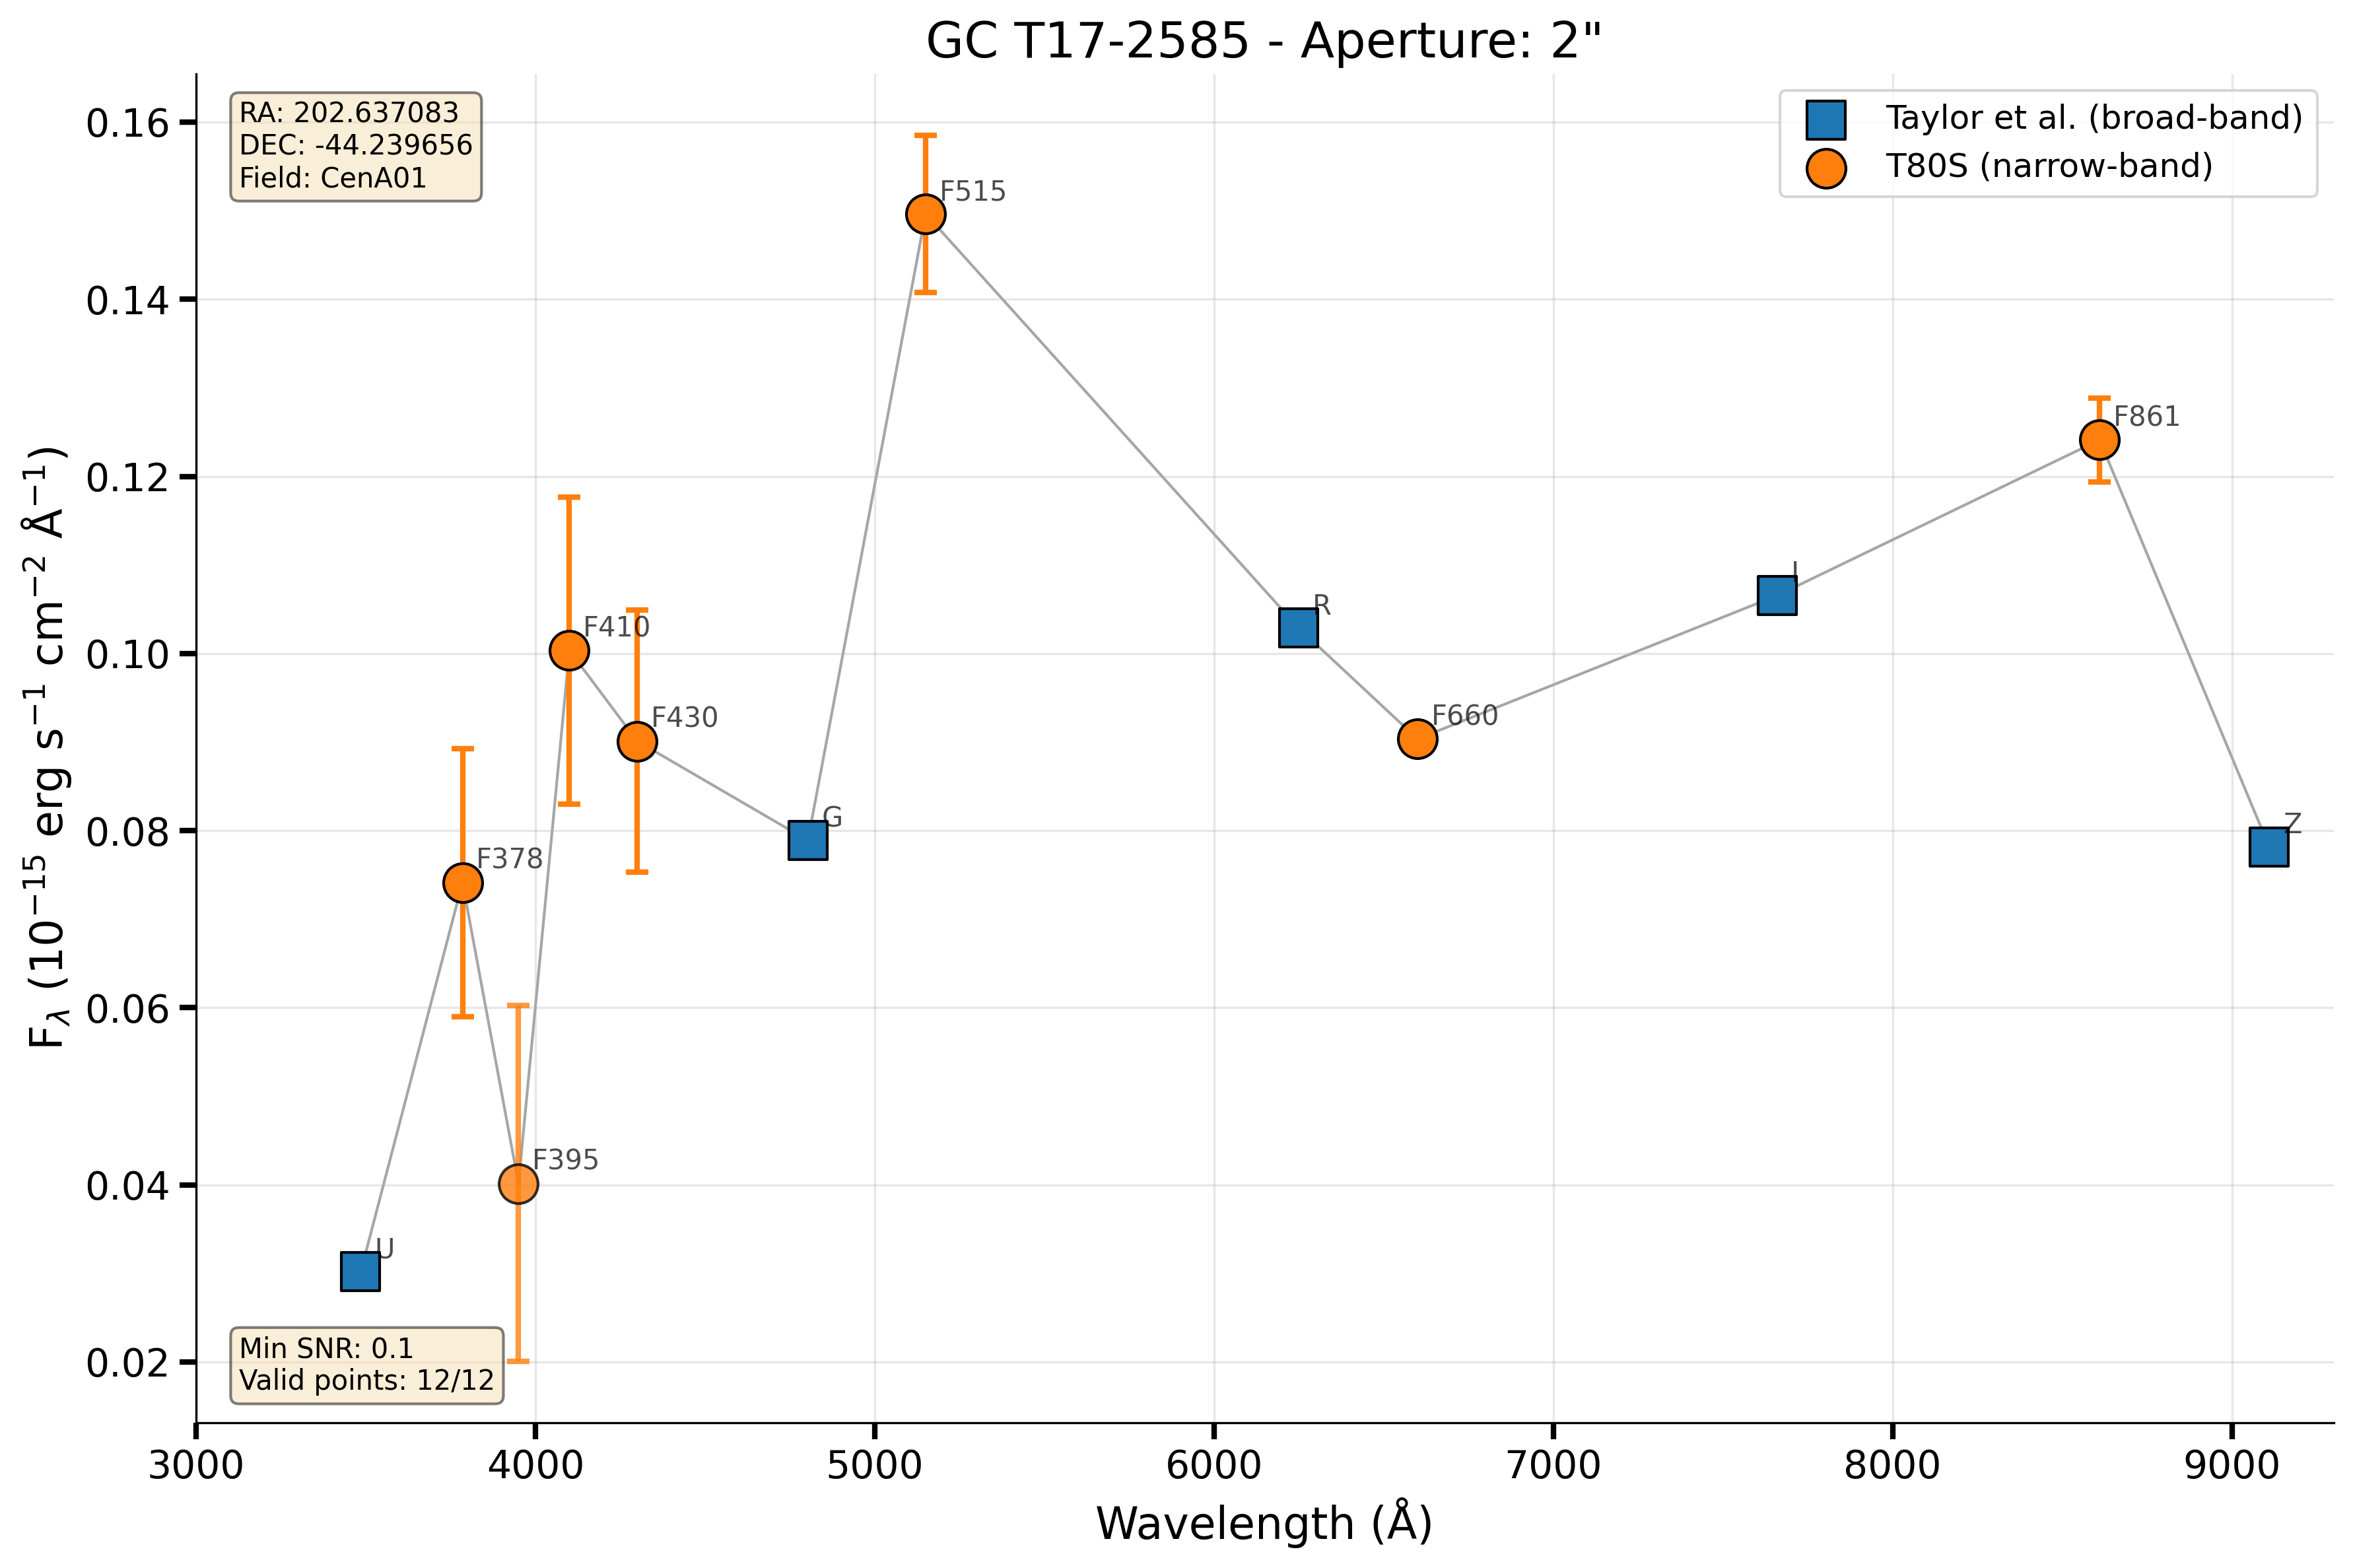 GC T17-2585 - Aperture: 2"
RA: 202.637083
DEC: -44.239656
Field: CenA01
Taylor et al. (broad-band)
T80S (narrow-band)
F515
F861
I
R
F410
F430
F660
G
Z
F378
F395
U
Min SNR: 0.1
Valid points: 12/12
0.16
0.14
0.12
0.10
0.08
0.06
0.04
0.02
F_λ (10⁻¹⁵ erg s⁻¹ cm⁻² Å⁻¹)
3000 4000 5000 6000 7000 8000 9000
Wavelength (Å)